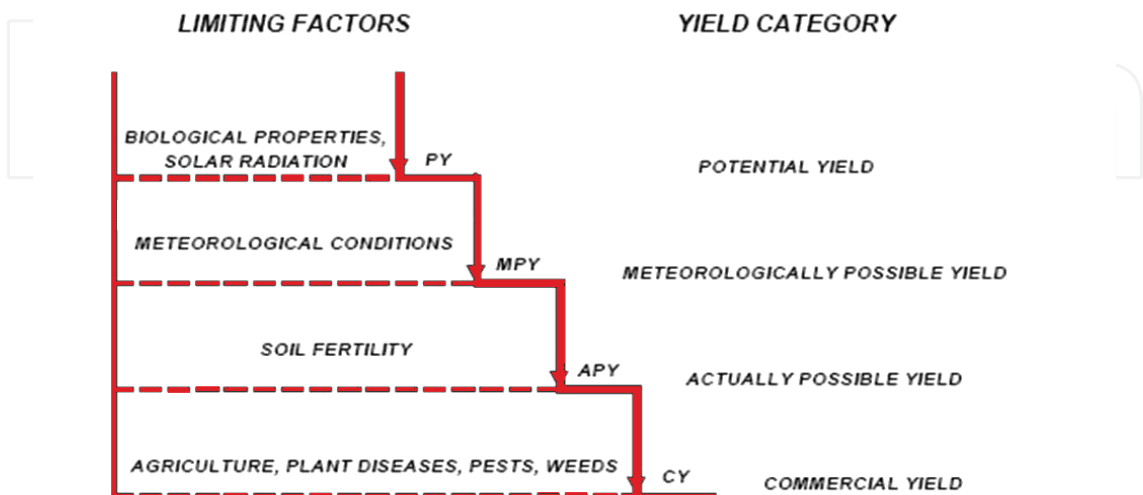 LIMITING FACTORS
YIELD CATEGORY
BIOLOGICAL PROPERTIES,
SOLAR RADIATION
PY
POTENTIAL YIELD
METEOROLOGICAL CONDITIONS
MPY
METEOROLOGICALLY POSSIBLE YIELD
SOIL FERTILITY
APY
ACTUALLY POSSIBLE YIELD
AGRICULTURE, PLANT DISEASES, PESTS, WEEDS
CY
COMMERCIAL YIELD